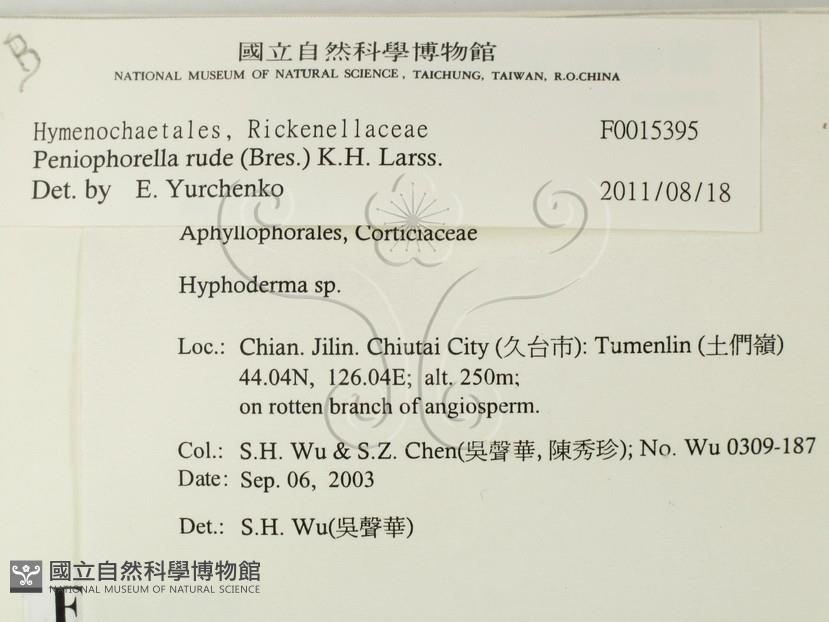 B
國立自然科學博物館
NATIONAL MUSEUM OF NATURAL SCIENCE, TAICHUNG, TAIWAN, R.O.CHINA
Hymenochaetales, Rickenellaceae F0015395
Peniophorella rude (Bres.) K.H. Larss.
Det. by E. Yurchenko 2011/08/18
Aphyllophorales, Corticiaceae
Hyphoderma sp.
Loc.: Chian. Jilin. Chiutai City (久台市): Tumenlin (土們嶺)
44.04N, 126.04E; alt. 250m;
on rotten branch of angiosperm.
Col.: S.H. Wu & S.Z. Chen(吳聲華, 陳秀珍); No. Wu 0309-187
Date: Sep. 06, 2003
Det.: S.H. Wu(吳聲華)
國立自然科學博物館
NATIONAL MUSEUM OF NATURAL SCIENCE
F